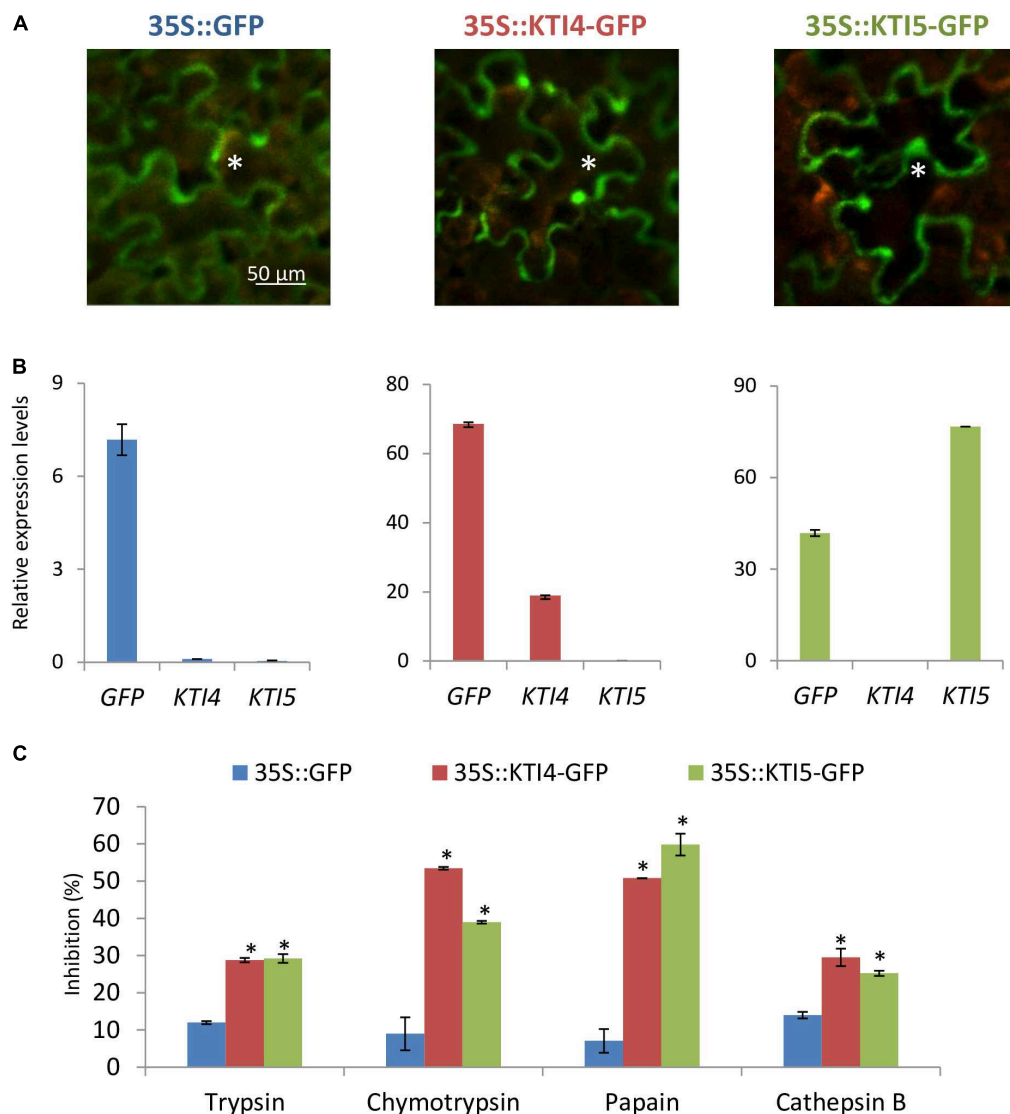 A
35S::GFP 35S::KTI4-GFP 35S::KTI5-GFP
* * *
50 µm
B
Relative expression levels
9
6
3
0
GFP KTI4 KTI5
80
60
40
20
0
GFP KTI4 KTI5
90
60
30
0
GFP KTI4 KTI5
C
35S::GFP 35S::KTI4-GFP 35S::KTI5-GFP
Inhibition (%)
70
60
50
40
30
20
10
0
* * * * * * * *
Trypsin Chymotrypsin Papain Cathepsin B